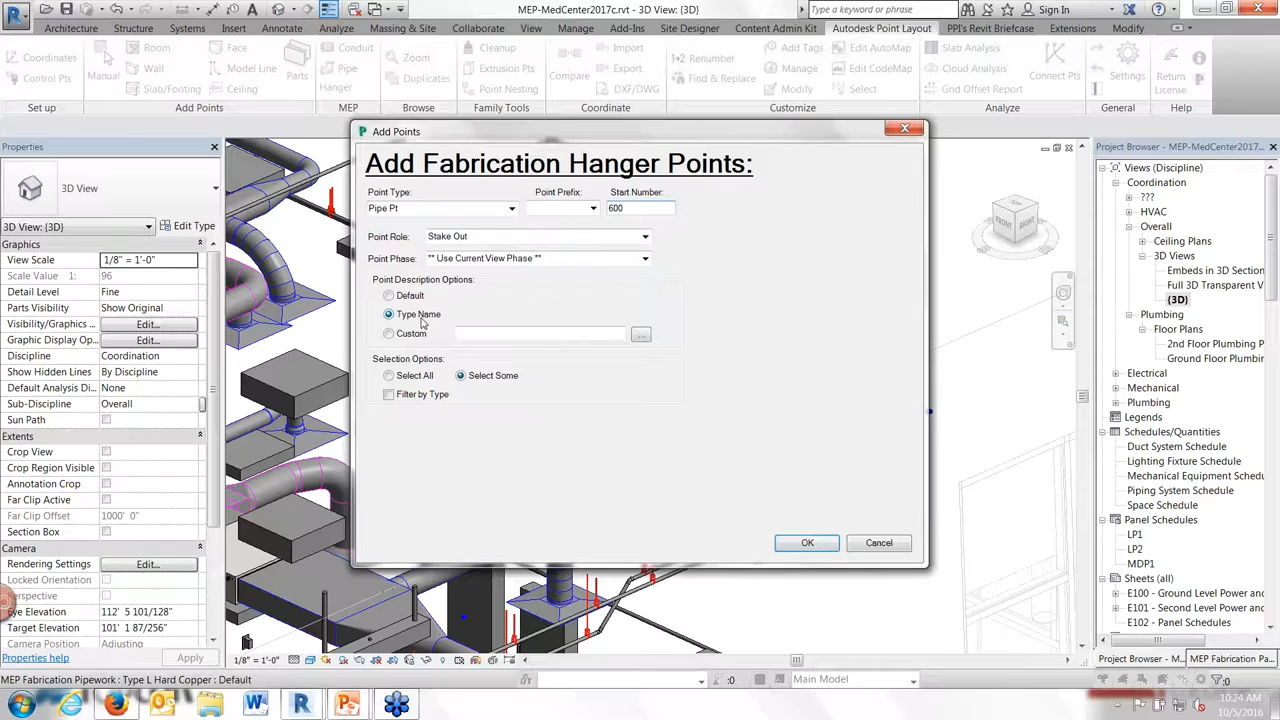 MEP-MedCenter2017c.rvt - 3D View: {3D}
Type a keyword or phrase
Sign In
Architecture Structure Systems Insert Annotate Analyze Massing & Site Collaborate View Manage Add-Ins Site Designer Content Admin Kit Autodesk Point Layout PPI's Revit Briefcase Extensions Modify
Coordinates
Control Pts
Set up
Manual
Room
Wall
Slab/Footing
Face
Model Line
Ceiling
Parts
Add Points
Conduit
Pipe
Hanger
MEP
Zoom
Duplicates
Browse
Cleanup
Extrusion Pts
Point Nesting
Family Tools
Compare
Import
Export
DXF/DWG
Coordinate
Add Tags
Renumber
Manage
Find & Replace
Modify
Edit AutoMap
Edit CodeMap
Select
Customize
Slab Analysis
Cloud Analysis
Grid Offset Report
Connect Pts
Analyze
Settings
General
Return License
Help
Properties
3D View
3D View: {3D}
Edit Type
Graphics
View Scale 1/8" = 1'-0"
Scale Value 1: 96
Detail Level Fine
Parts Visibility Show Original
Visibility/Graphics ... Edit...
Graphic Display Op... Edit...
Discipline Coordination
Show Hidden Lines By Discipline
Default Analysis Di... None
Sub-Discipline Overall
Sun Path
Extents
Crop View
Crop Region Visible
Annotation Crop
Far Clip Active
Far Clip Offset 1000' 0"
Section Box
Camera
Rendering Settings Edit...
Locked Orientation
Perspective
Eye Elevation 112' 5 101/128"
Target Elevation 101' 1 87/256"
Camera Position Adjusting
Properties help
Apply
Add Points
Add Fabrication Hanger Points:
Point Type: Point Prefix: Start Number:
Pipe Pt 600
Point Role: Stake Out
Point Phase: ** Use Current View Phase **
Point Description Options:
Default
Type Name
Custom
...
Selection Options:
Select All Select Some
Filter by Type
OK Cancel
FRONT
RIGHT
Project Browser - MEP-MedCenter2017...
Views (Discipline)
Coordination
???
HVAC
Overall
Ceiling Plans
3D Views
Embeds in 3D Section
Full 3D Transparent V
{3D}
Plumbing
Floor Plans
2nd Floor Plumbing
Ground Floor Plumbin
Electrical
Mechanical
Plumbing
Legends
Schedules/Quantities
Duct System Schedule
Lighting Fixture Schedule
Mechanical Equipment Schedule
Piping System Schedule
Space Schedule
Panel Schedules
LP1
LP2
MDP1
Sheets (all)
E100 - Ground Level Power and
E101 - Second Level Power and
E102 - Panel Schedules
Project Browser - M... MEP Fabrication Pa...
1/8" = 1'-0"
MEP Fabrication Pipework : Type L Hard Copper : Default
:0
Main Model
:0
10:24 AM
10/5/2016